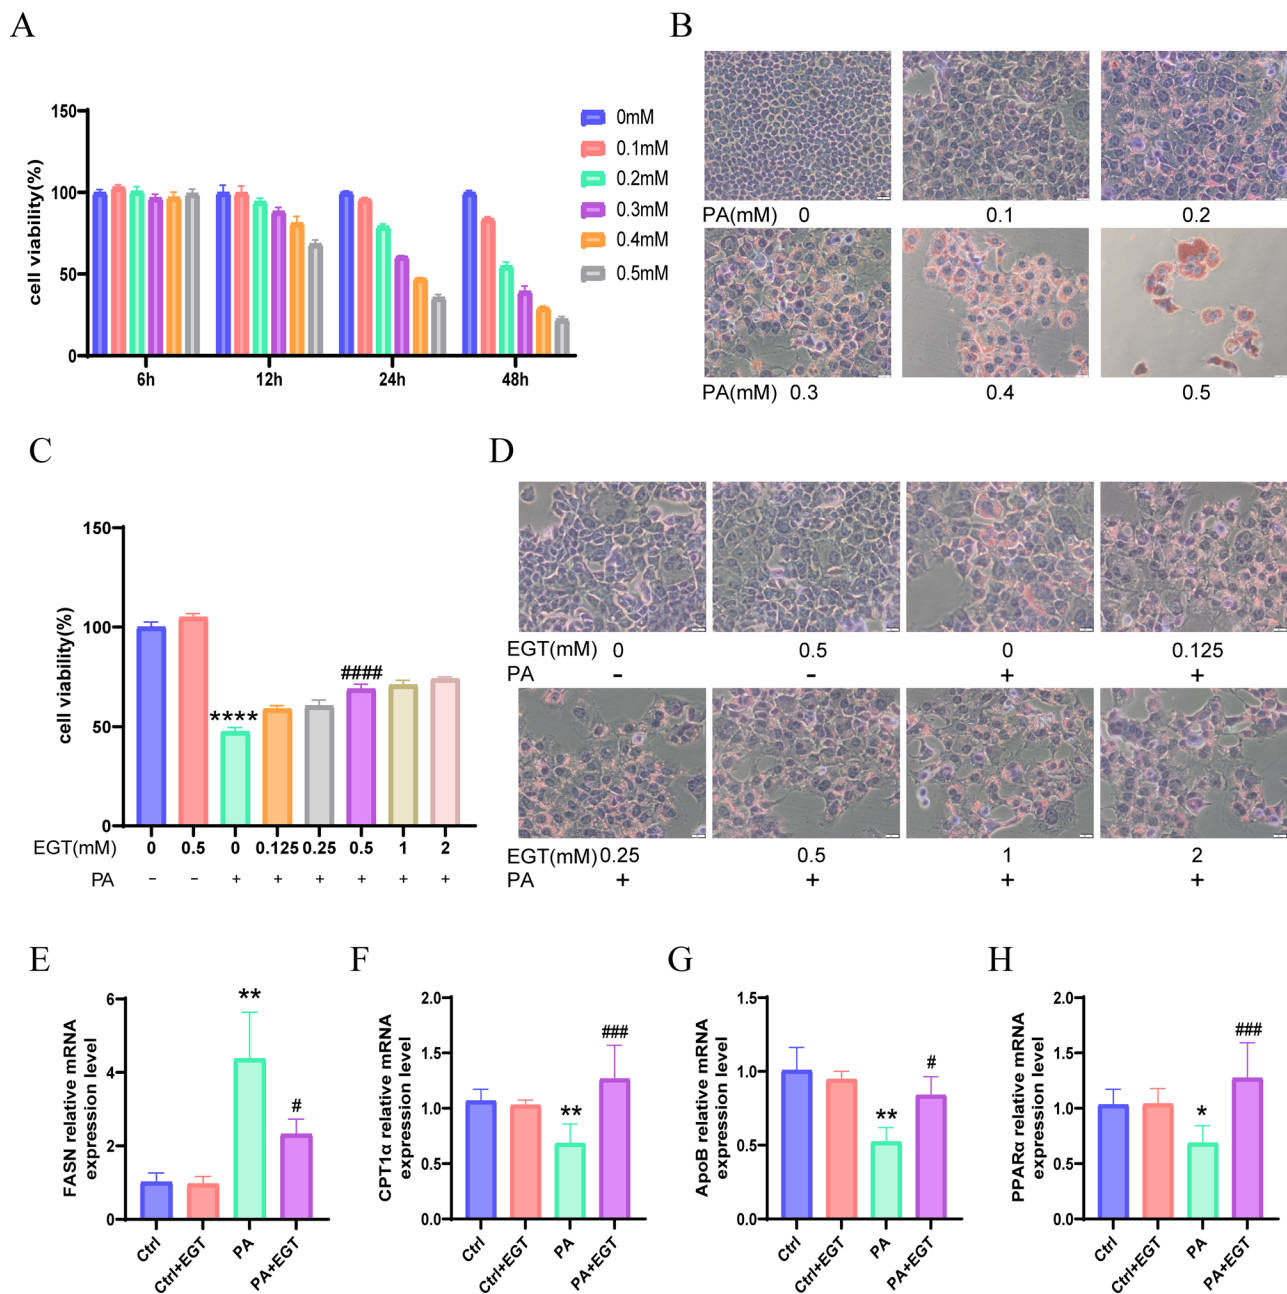 A
B
cell viability(%)
150
100
50
0
6h
12h
24h
48h
0mM
0.1mM
0.2mM
0.3mM
0.4mM
0.5mM
PA(mM) 0 0.1 0.2
PA(mM) 0.3 0.4 0.5
C
D
cell viability(%)
150
100
50
0
****
####
EGT(mM) 0 0.5 0 0.125 0.25 0.5 1 2
PA − − + + + + + +
EGT(mM) 0 0.5 0 0.125
PA − − + +
EGT(mM) 0.25 0.5 1 2
PA + + + +
E
FASN relative mRNA
expression level
6
4
2
0
**
#
Ctrl
Ctrl+EGT
PA
PA+EGT
F
CPT1α relative mRNA
expression level
2.0
1.5
1.0
0.5
0.0
**
###
Ctrl
Ctrl+EGT
PA
PA+EGT
G
ApoB relative mRNA
expression level
1.5
1.0
0.5
0.0
**
#
Ctrl
Ctrl+EGT
PA
PA+EGT
H
PPARα relative mRNA
expression level
2.0
1.5
1.0
0.5
0.0
*
###
Ctrl
Ctrl+EGT
PA
PA+EGT